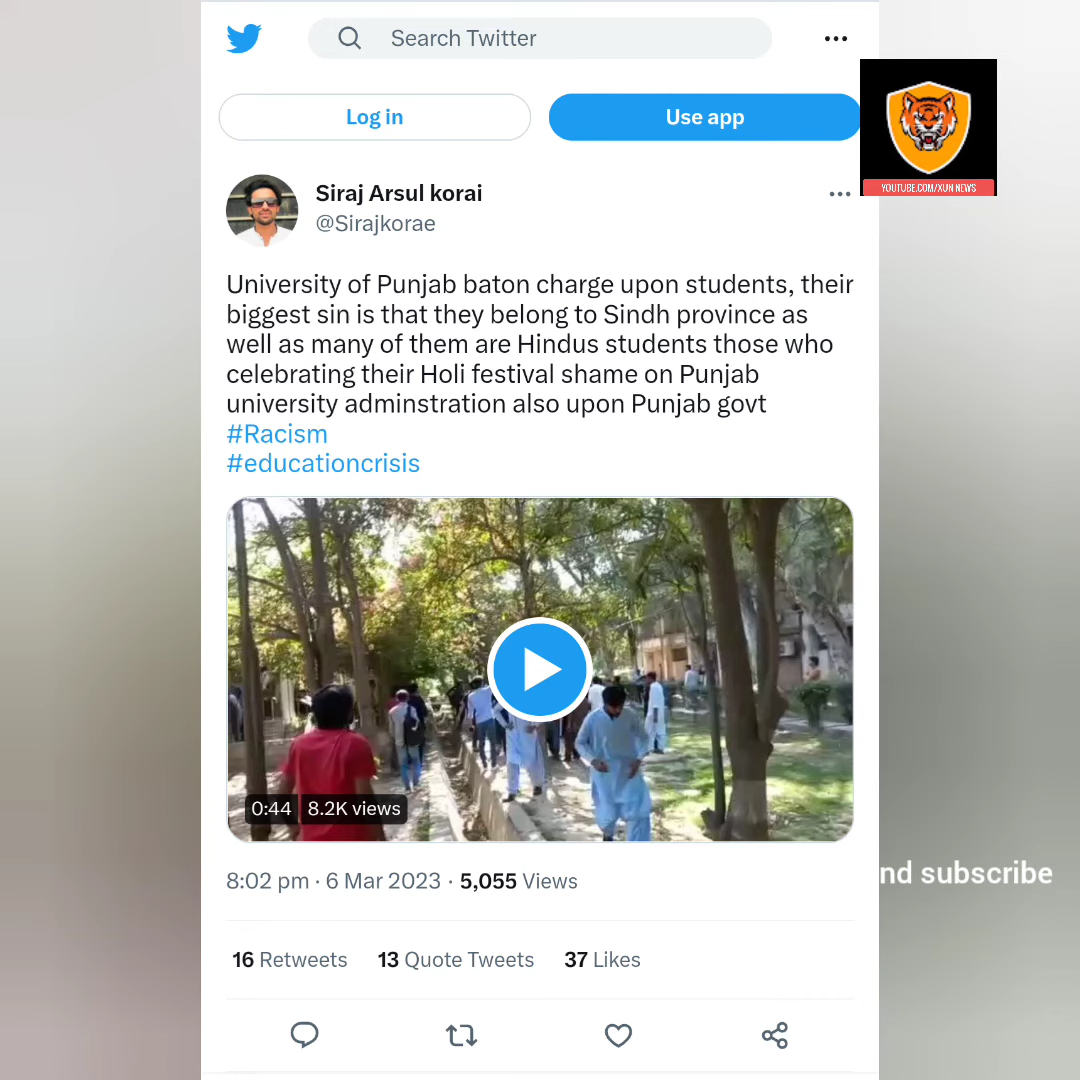 Search Twitter
Log in
Use app
YOUTUBE.COM/XUN NEWS
Siraj Arsul korai
@Sirajkorae
University of Punjab baton charge upon students, their
biggest sin is that they belong to Sindh province as
well as many of them are Hindus students those who
celebrating their Holi festival shame on Punjab
university adminstration also upon Punjab govt
#Racism
#educationcrisis
0:44 8.2K views
8:02 pm · 6 Mar 2023 · 5,055 Views
nd subscribe
16 Retweets 13 Quote Tweets 37 Likes